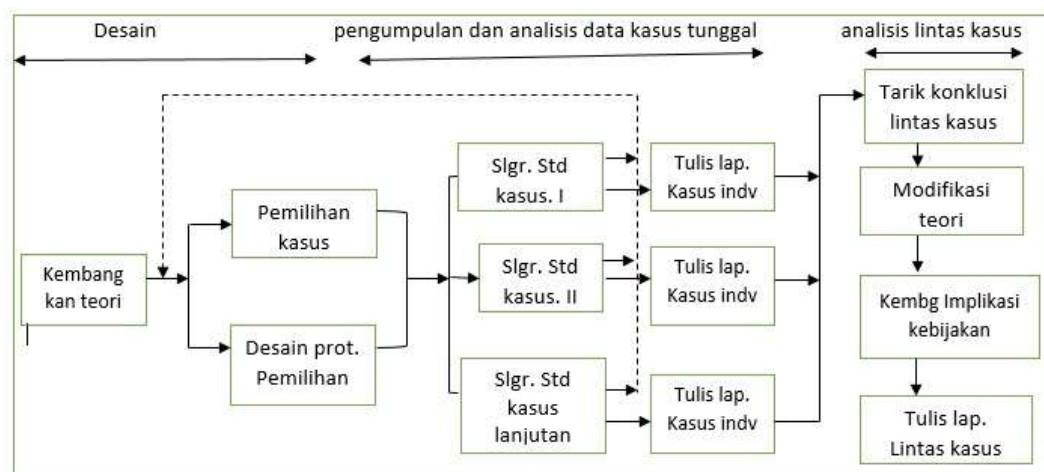 Desain
pengumpulan dan analisis data kasus tunggal
analisis lintas kasus
Kembang
kan teori
Pemilihan
kasus
Desain prot.
Pemilihan
Slgr. Std
kasus. I
Slgr. Std
kasus. II
Slgr. Std
kasus
lanjutan
Tulis lap.
Kasus indv
Tulis lap.
Kasus indv
Tulis lap.
Kasus indv
Tarik konklusi
lintas kasus
Modifikasi
teori
Kembg Implikasi
kebijakan
Tulis lap.
Lintas kasus